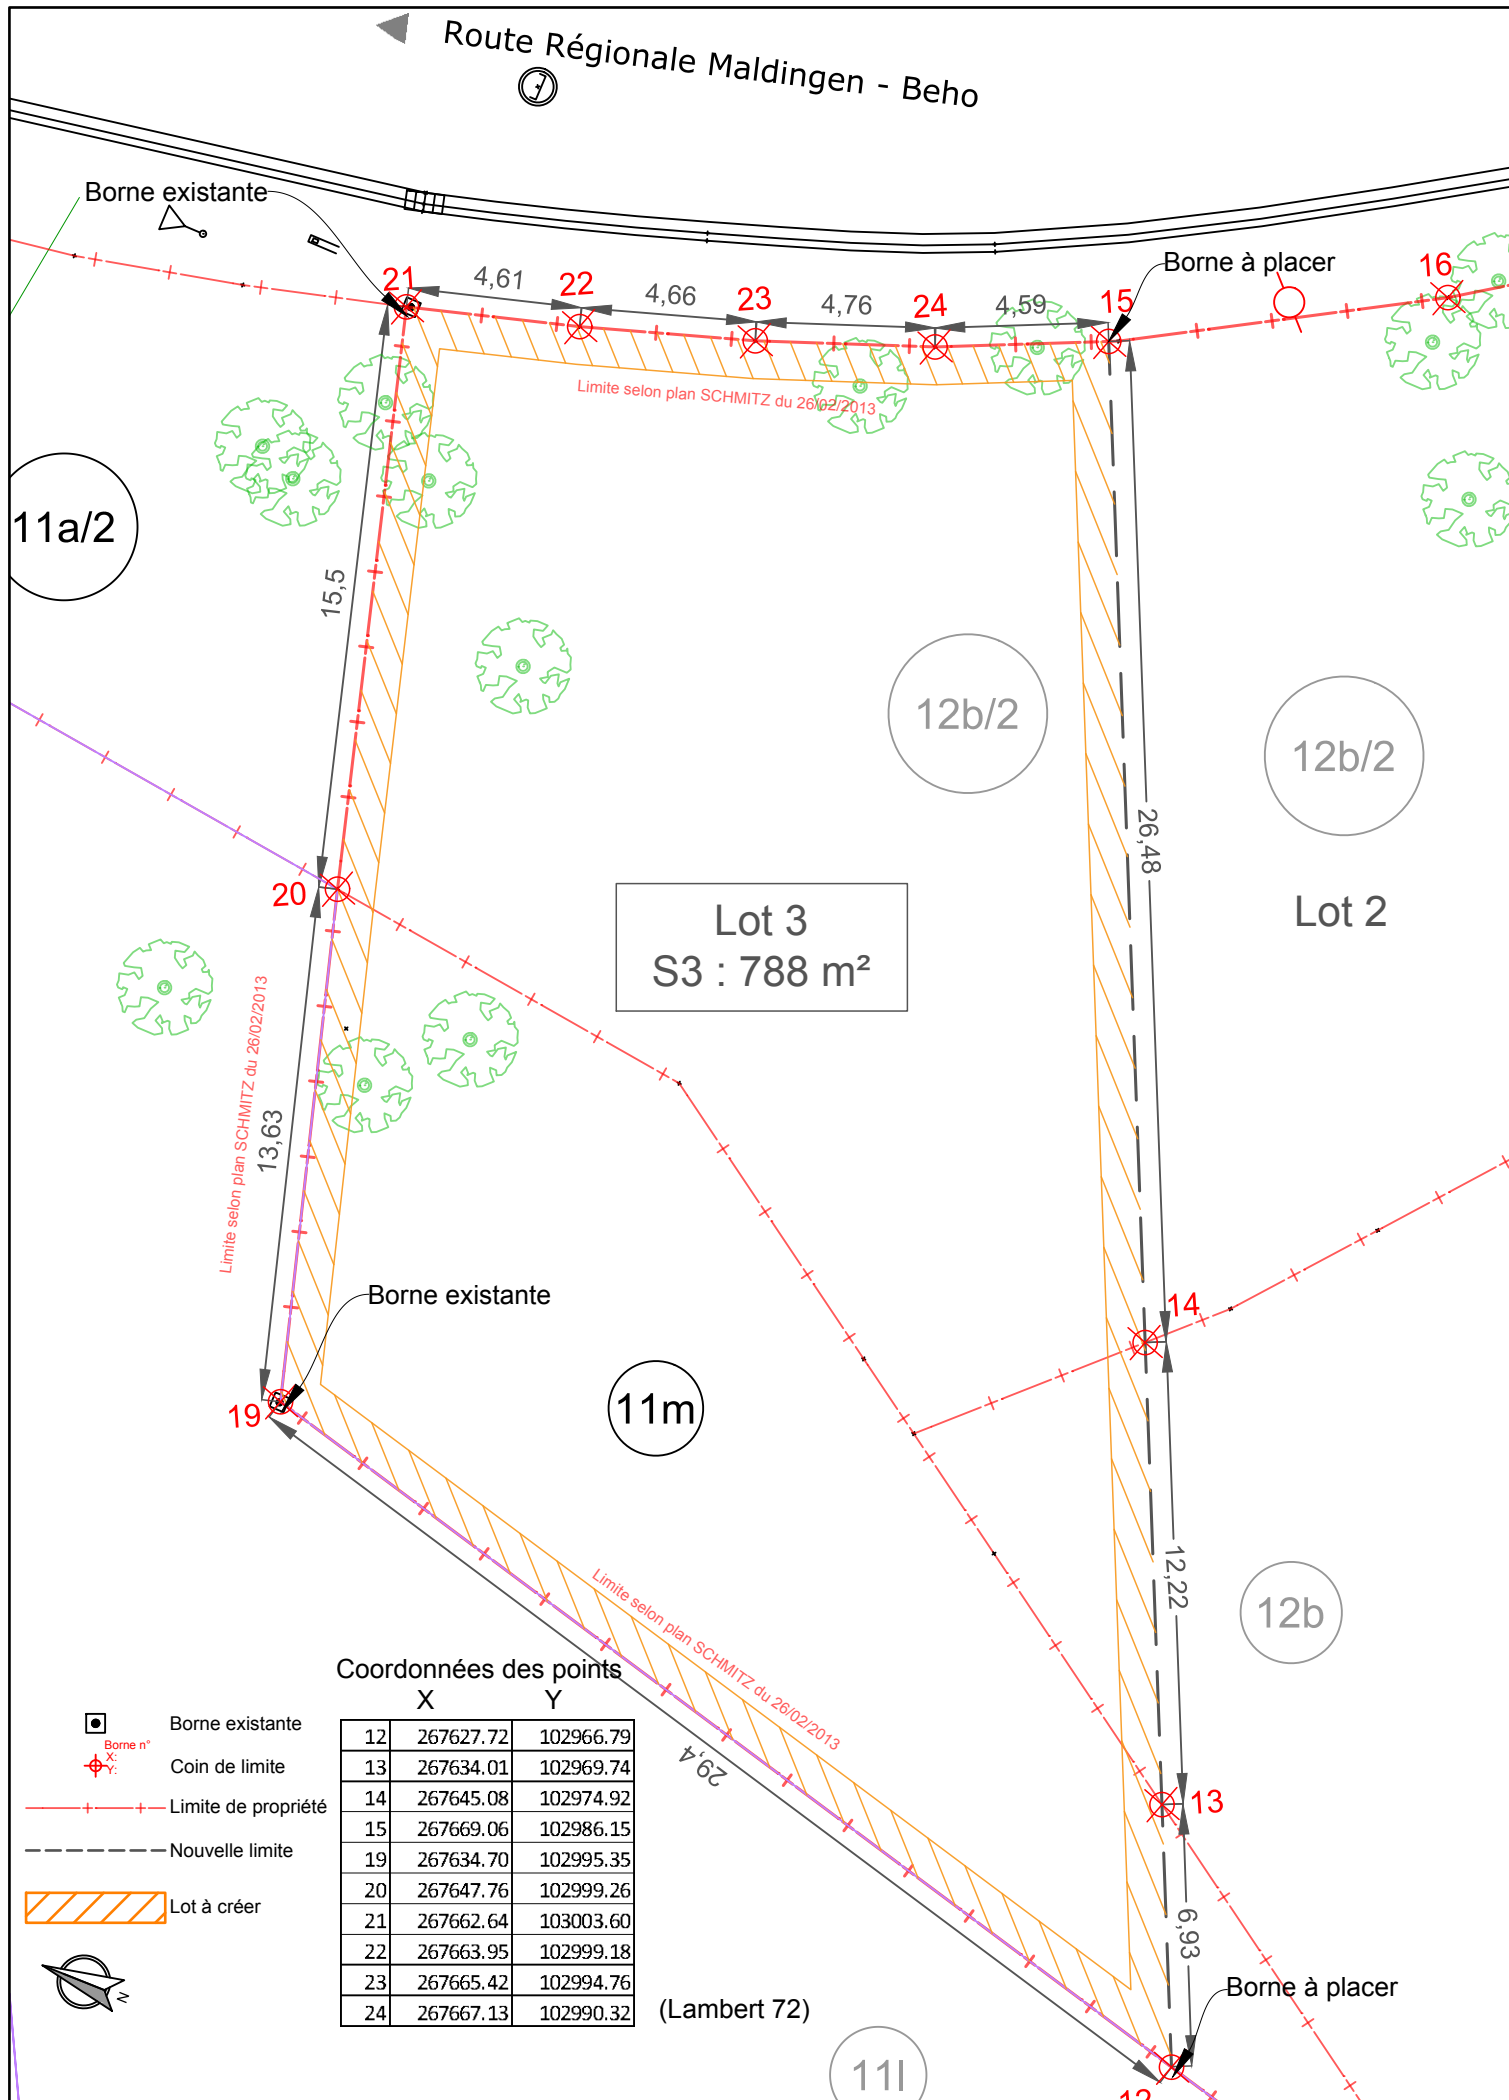 Route Régionale Maldingen - Beho
Borne existante
Borne à placer
21
4,61
22
4,66
23
4,76
24
4,59
15
16
Limite selon plan SCHMITZ du 26/02/2013
11a/2
15,5
12b/2
12b/2
26,48
20
Lot 3
S3 : 788 m²
Lot 2
Limite selon plan SCHMITZ du 26/02/2013
13,63
Borne existante
14
19
11m
12,22
12b
Limite selon plan SCHMITZ du 26/02/2013
29,4
13
6,93
Borne à placer
12
11l
Coordonnées des points
X Y
12 267627.72 102966.79
13 267634.01 102969.74
14 267645.08 102974.92
15 267669.06 102986.15
19 267634.70 102995.35
20 267647.76 102999.26
21 267662.64 103003.60
22 267663.95 102999.18
23 267665.42 102994.76
24 267667.13 102990.32
(Lambert 72)
Borne existante
Borne n°
X:
Y:
Coin de limite
Limite de propriété
Nouvelle limite
Lot à créer
N